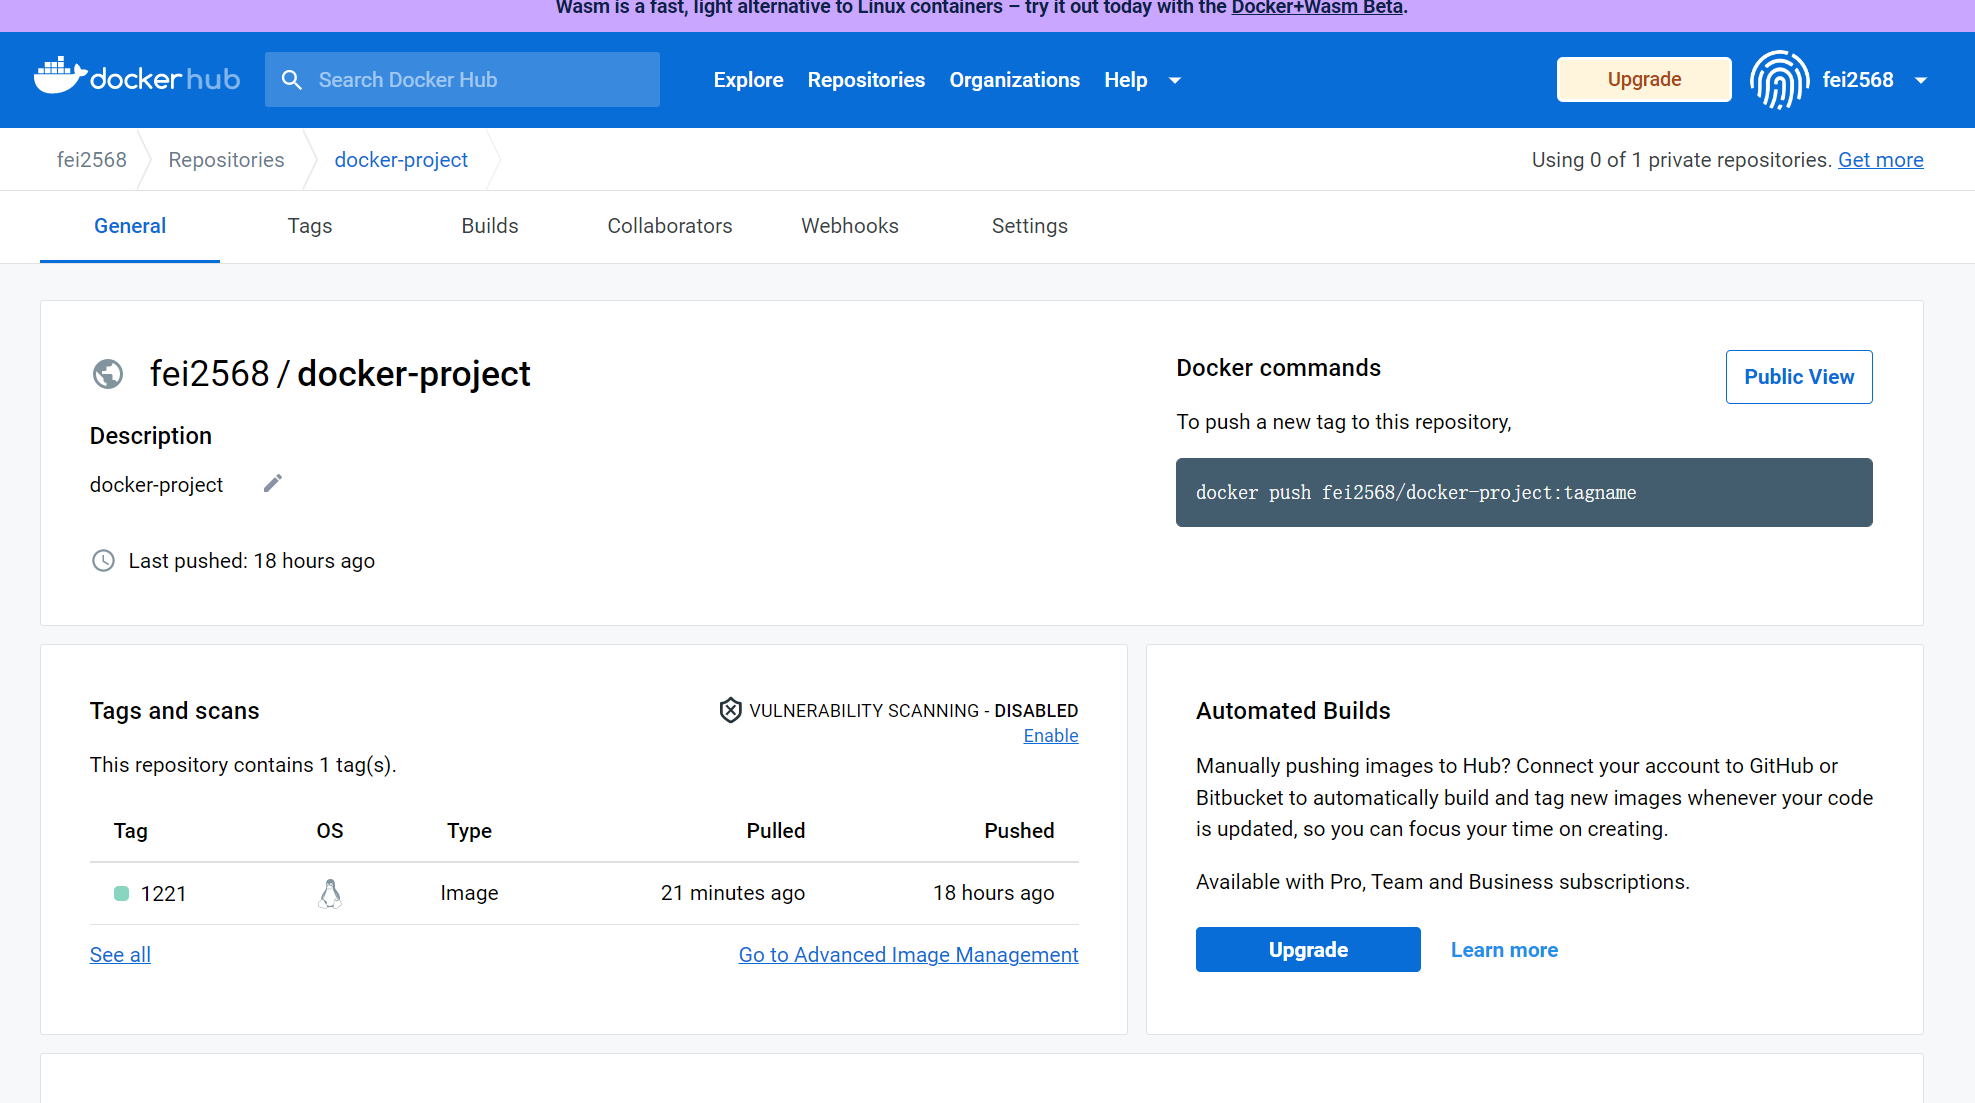 Wasm is a fast, light alternative to Linux containers – try it out today with the Docker+Wasm Beta.
docker hub
Search Docker Hub
Explore
Repositories
Organizations
Help
Upgrade
fei2568
fei2568
Repositories
docker-project
Using 0 of 1 private repositories. Get more
General
Tags
Builds
Collaborators
Webhooks
Settings
fei2568 / docker-project
Description
docker-project
Last pushed: 18 hours ago
Docker commands
Public View
To push a new tag to this repository,
docker push fei2568/docker-project:tagname
Tags and scans
VULNERABILITY SCANNING - DISABLED
Enable
This repository contains 1 tag(s).
Tag OS Type Pulled Pushed
1221 Image 21 minutes ago 18 hours ago
See all
Go to Advanced Image Management
Automated Builds
Manually pushing images to Hub? Connect your account to GitHub or
Bitbucket to automatically build and tag new images whenever your code
is updated, so you can focus your time on creating.
Available with Pro, Team and Business subscriptions.
Upgrade
Learn more